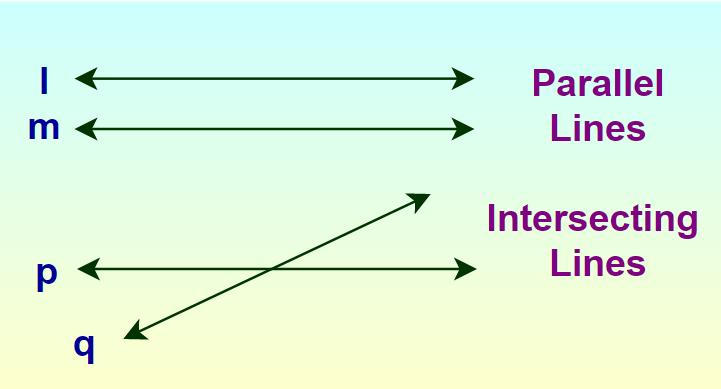 l
m
Parallel
Lines
p
q
Intersecting
Lines